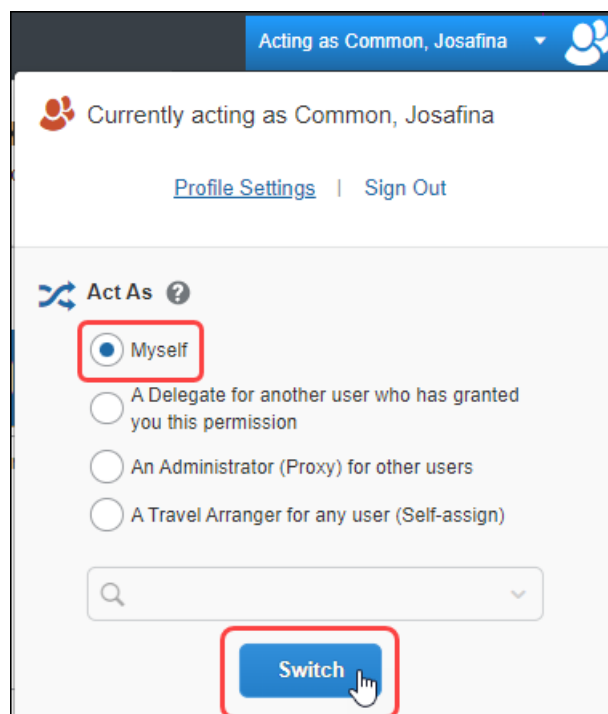 Acting as Common, Josafina
Currently acting as Common, Josafina
Profile Settings | Sign Out
Act As ?
Myself
A Delegate for another user who has granted
you this permission
An Administrator (Proxy) for other users
A Travel Arranger for any user (Self-assign)
Switch